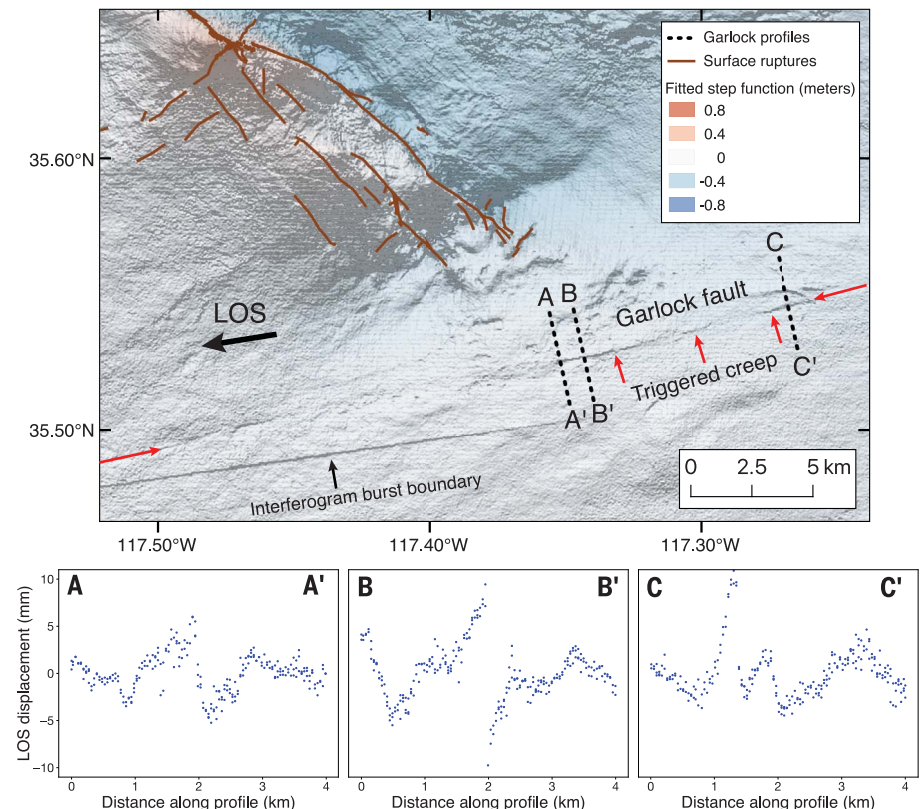 Garlock profiles
Surface ruptures
Fitted step function (meters)
0.8
0.4
0
-0.4
-0.8
35.60°N
35.50°N
LOS
A
B
C
Garlock fault
Triggered creep
A'
B'
C'
Interferogram burst boundary
0 2.5 5 km
117.50°W 117.40°W 117.30°W
A A'
B B'
C C'
LOS displacement (mm)
10
5
0
−5
−10
0 1 2 3 4
0 1 2 3 4
0 1 2 3 4
Distance along profile (km)
Distance along profile (km)
Distance along profile (km)